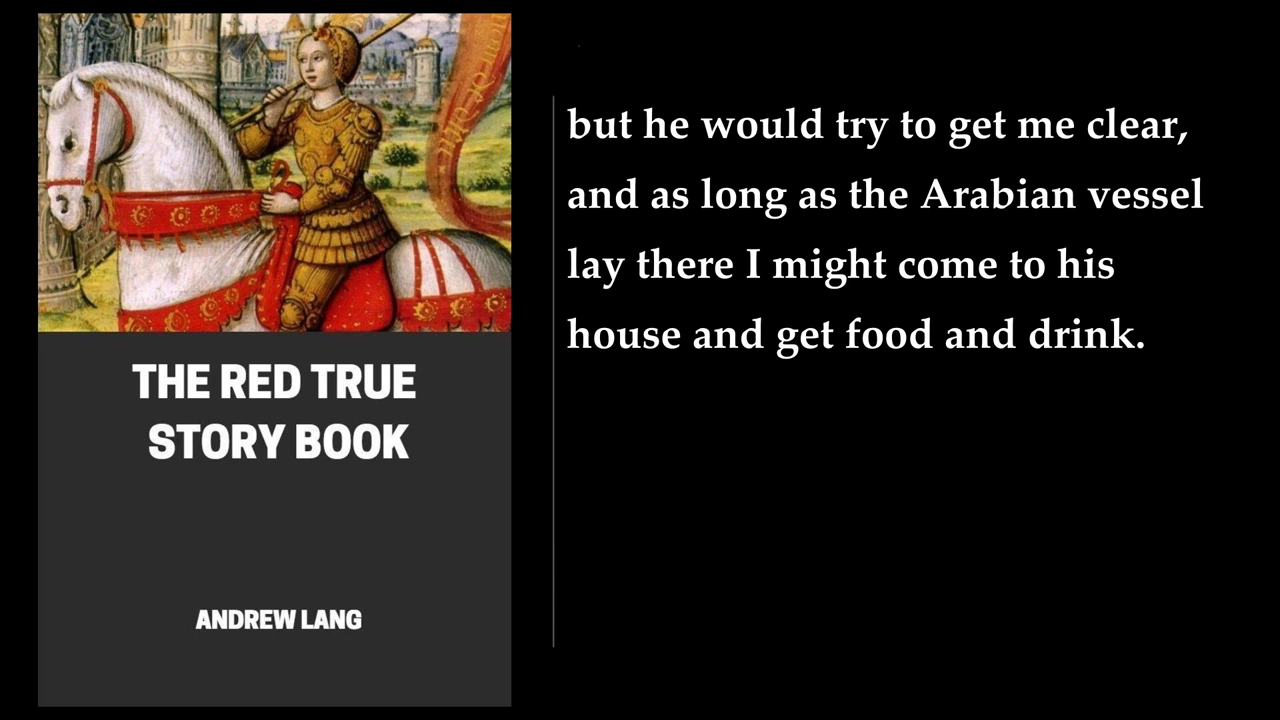 THE RED TRUE
STORY BOOK
ANDREW LANG
but he would try to get me clear,
and as long as the Arabian vessel
lay there I might come to his
house and get food and drink.